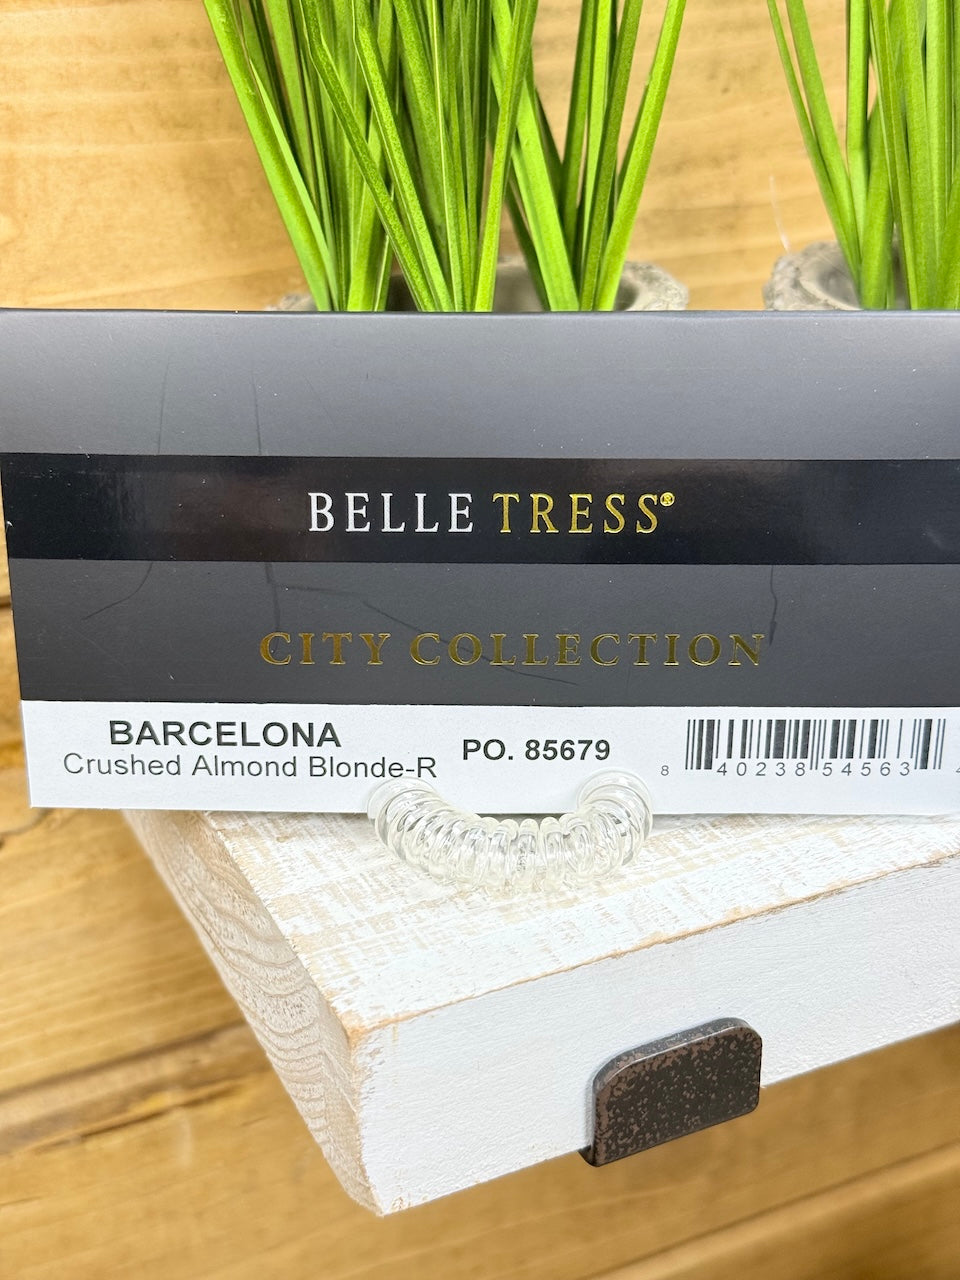 BELLE TRESS®
CITY COLLECTION
BARCELONA
Crushed Almond Blonde-R
PO. 85679
8 40238 54563